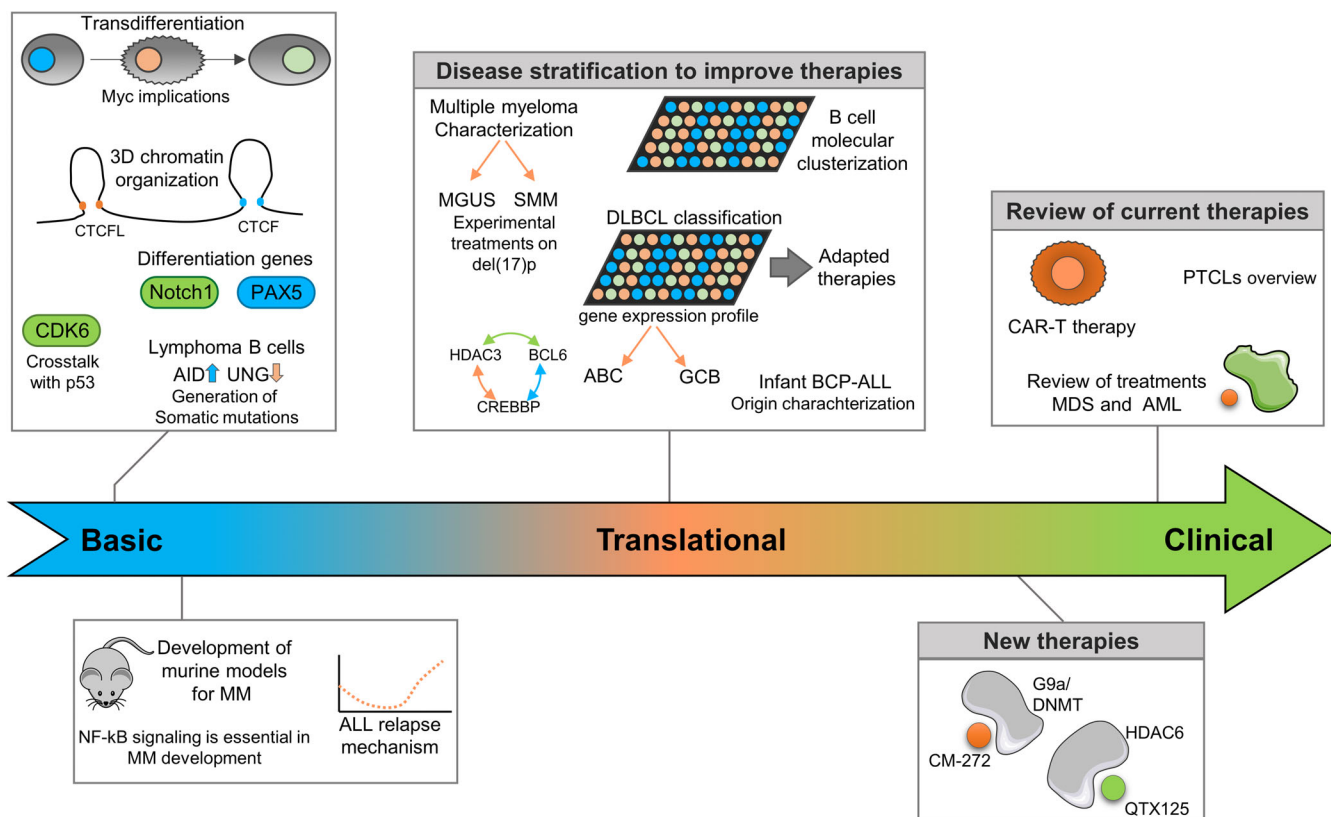 Transdifferentiation
Myc implications
3D chromatin
organization
CTCFL
CTCF
Differentiation genes
Notch1
PAX5
CDK6
Crosstalk
with p53
Lymphoma B cells
AID UNG
Generation of
Somatic mutations
Disease stratification to improve therapies
Multiple myeloma
Characterization
MGUS SMM
Experimental
treatments on
del(17)p
B cell
molecular
clusterization
DLBCL classification
Adapted
therapies
gene expression profile
ABC
GCB
HDAC3
BCL6
CREBBP
Infant BCP-ALL
Origin charachterization
Review of current therapies
CAR-T therapy
PTCLs overview
Review of treatments
MDS and AML
Basic
Translational
Clinical
Development of
murine models
for MM
NF-kB signaling is essential in
MM development
ALL relapse
mechanism
New therapies
G9a/
DNMT
CM-272
HDAC6
QTX125